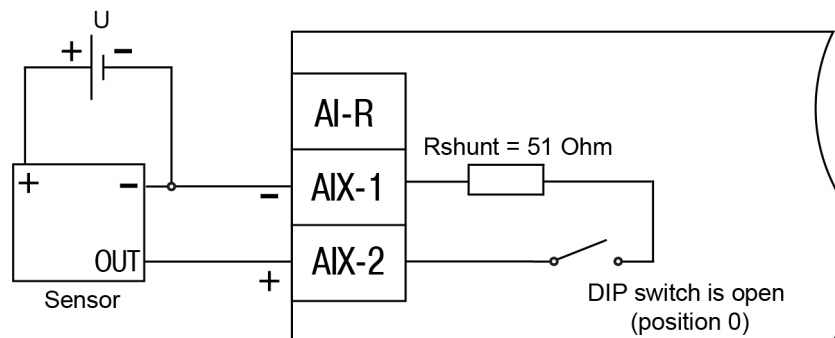 U
+ −
AI-R
Rshunt = 51 Ohm
+ −
− AIX-1
OUT
+ AIX-2
Sensor
DIP switch is open
(position 0)